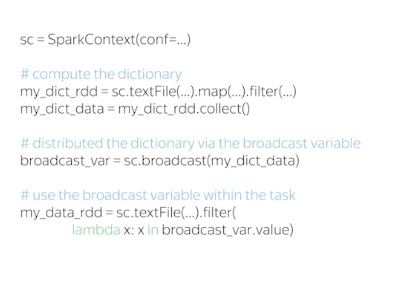 sc = SparkContext(conf=...)
# compute the dictionary
my_dict_rdd = sc.textFile(...).map(...).filter(...)
my_dict_data = my_dict_rdd.collect()
# distributed the dictionary via the broadcast variable
broadcast_var = sc.broadcast(my_dict_data)
# use the broadcast variable within the task
my_data_rdd = sc.textFile(...).filter(
lambda x: x in broadcast_var.value)